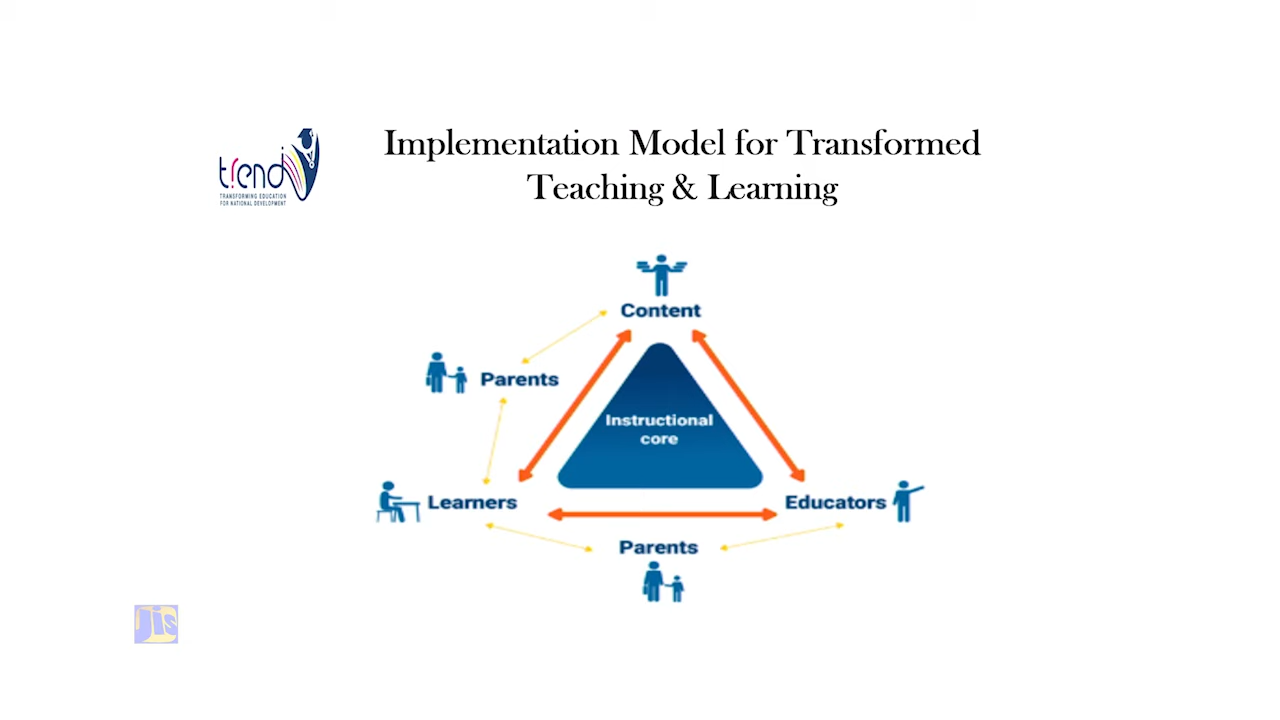 Implementation Model for Transformed
Teaching & Learning
trend
TRANSFORMING EDUCATION
FOR NATIONAL DEVELOPMENT
Content
Parents
Instructional
core
Learners
Educators
Parents
jis